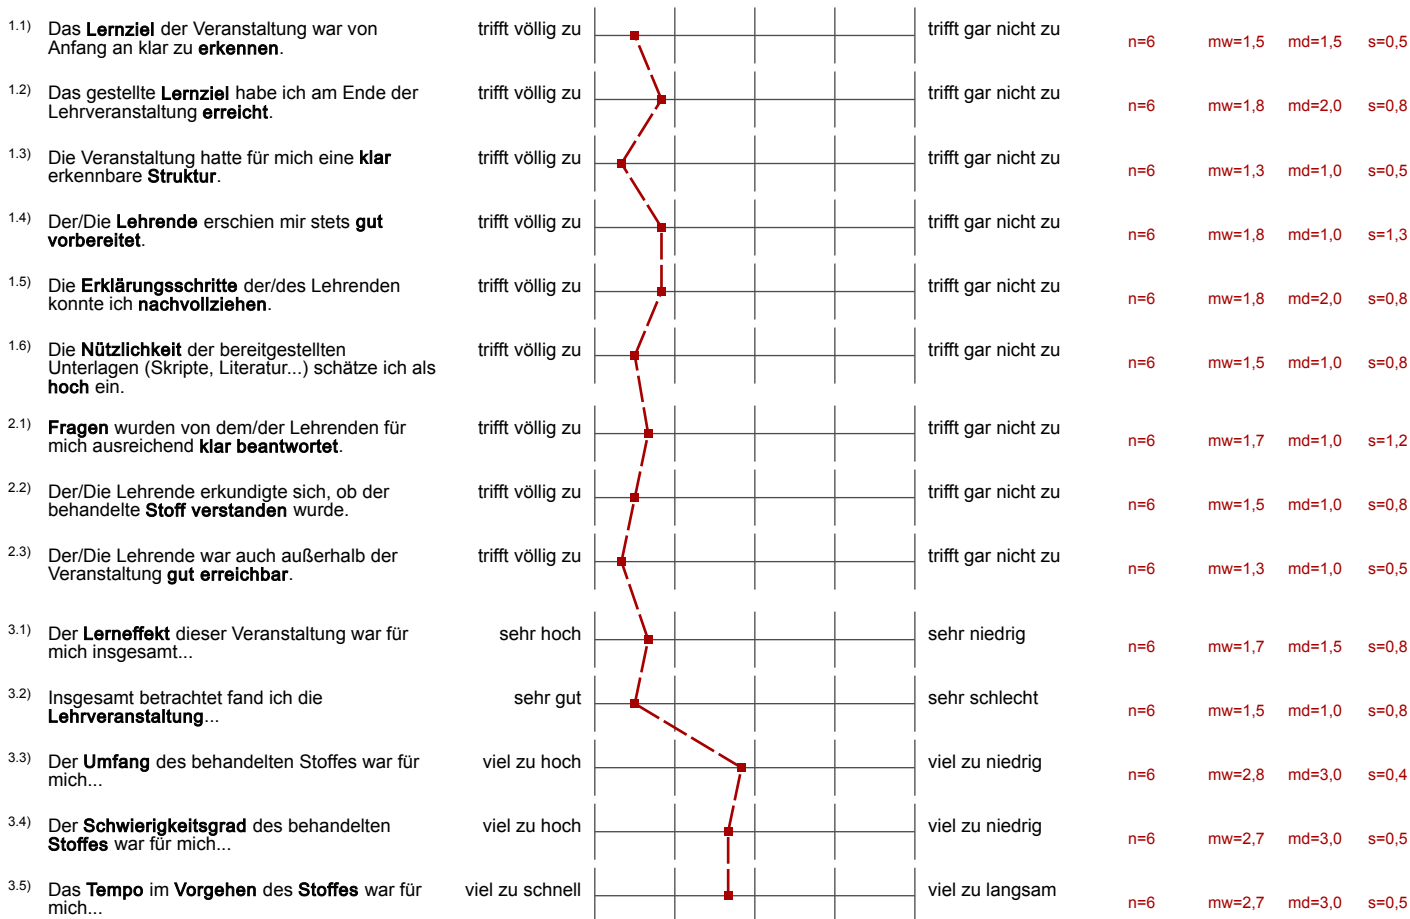 1.1) Das Lernziel der Veranstaltung war von trifft völlig zu trifft gar nicht zu
Anfang an klar zu erkennen. n=6 mw=1,5 md=1,5 s=0,5
1.2) Das gestellte Lernziel habe ich am Ende der trifft völlig zu trifft gar nicht zu
Lehrveranstaltung erreicht. n=6 mw=1,8 md=2,0 s=0,8
1.3) Die Veranstaltung hatte für mich eine klar trifft völlig zu trifft gar nicht zu
erkennbare Struktur. n=6 mw=1,3 md=1,0 s=0,5
1.4) Der/Die Lehrende erschien mir stets gut trifft völlig zu trifft gar nicht zu
vorbereitet. n=6 mw=1,8 md=1,0 s=1,3
1.5) Die Erklärungsschritte der/des Lehrenden trifft völlig zu trifft gar nicht zu
konnte ich nachvollziehen. n=6 mw=1,8 md=2,0 s=0,8
1.6) Die Nützlichkeit der bereitgestellten trifft völlig zu trifft gar nicht zu
Unterlagen (Skripte, Literatur...) schätze ich als n=6 mw=1,5 md=1,0 s=0,8
hoch ein.
2.1) Fragen wurden von dem/der Lehrenden für trifft völlig zu trifft gar nicht zu
mich ausreichend klar beantwortet. n=6 mw=1,7 md=1,0 s=1,2
2.2) Der/Die Lehrende erkundigte sich, ob der trifft völlig zu trifft gar nicht zu
behandelte Stoff verstanden wurde. n=6 mw=1,5 md=1,0 s=0,8
2.3) Der/Die Lehrende war auch außerhalb der trifft völlig zu trifft gar nicht zu
Veranstaltung gut erreichbar. n=6 mw=1,3 md=1,0 s=0,5
3.1) Der Lerneffekt dieser Veranstaltung war für sehr hoch sehr niedrig
mich insgesamt... n=6 mw=1,7 md=1,5 s=0,8
3.2) Insgesamt betrachtet fand ich die sehr gut sehr schlecht
Lehrveranstaltung... n=6 mw=1,5 md=1,0 s=0,8
3.3) Der Umfang des behandelten Stoffes war für viel zu hoch viel zu niedrig
mich... n=6 mw=2,8 md=3,0 s=0,4
3.4) Der Schwierigkeitsgrad des behandelten viel zu hoch viel zu niedrig
Stoffes war für mich... n=6 mw=2,7 md=3,0 s=0,5
3.5) Das Tempo im Vorgehen des Stoffes war für viel zu schnell viel zu langsam
mich... n=6 mw=2,7 md=3,0 s=0,5